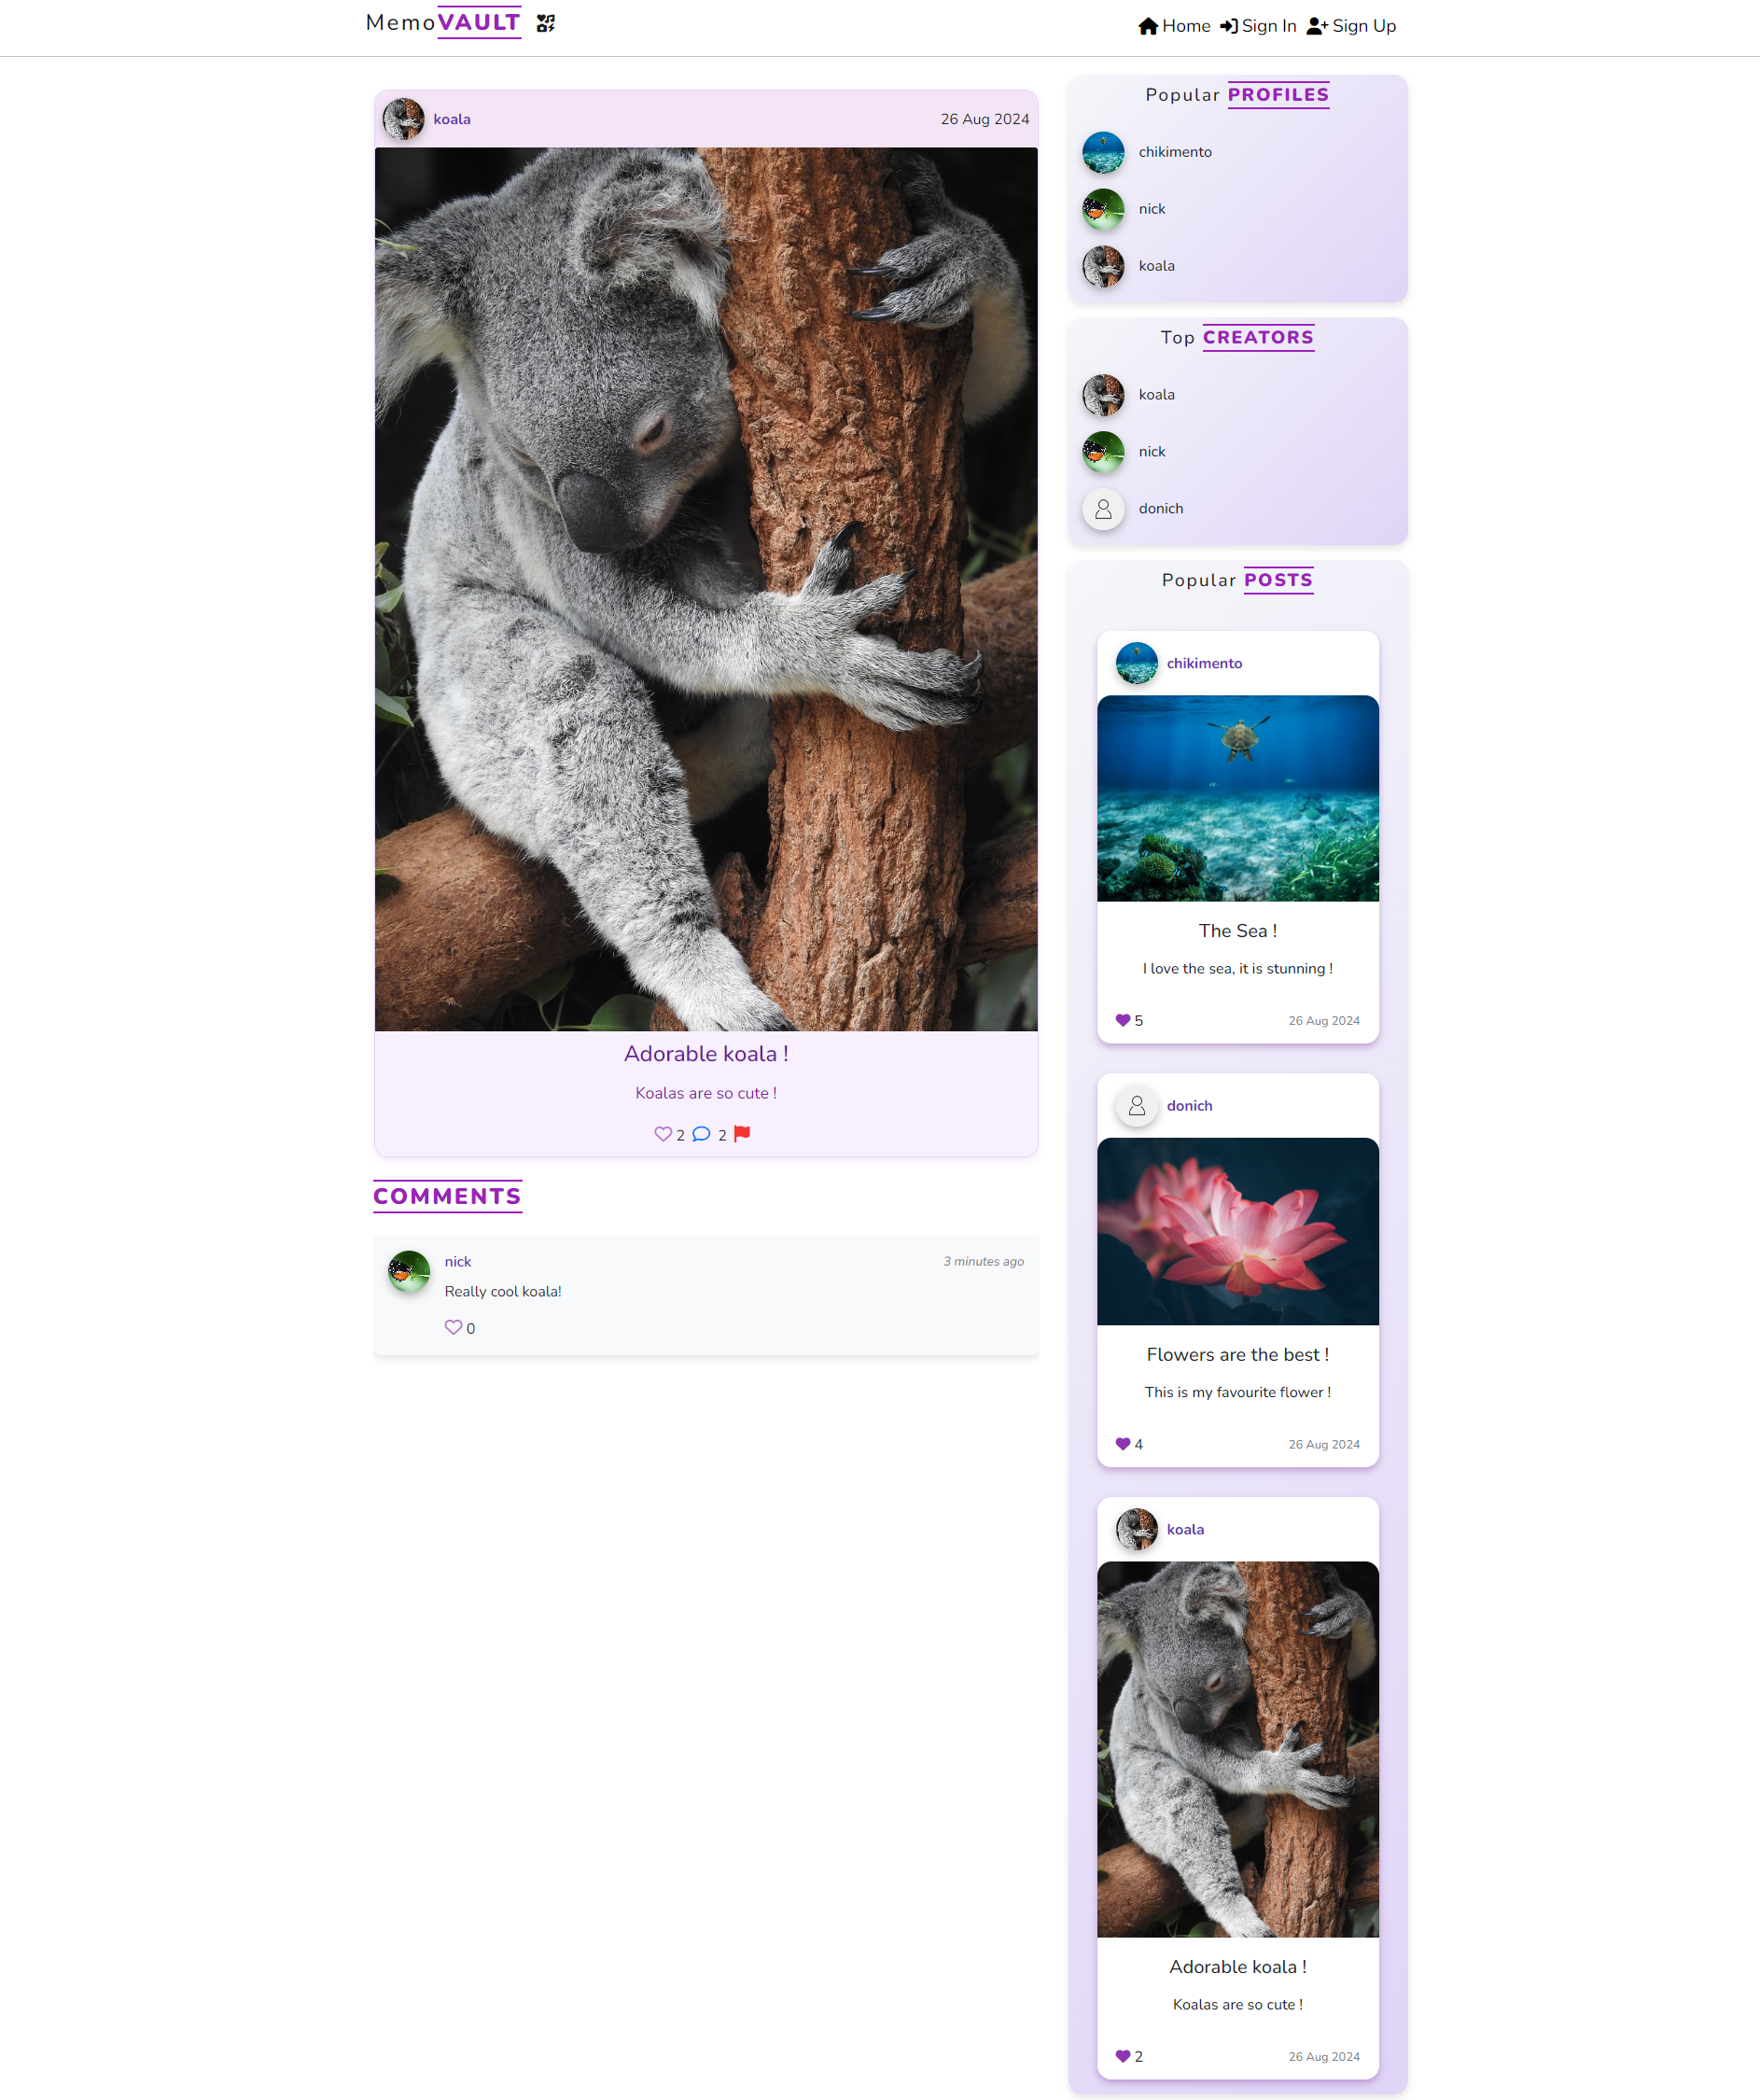 MemoVAULT
Home Sign In Sign Up
koala 26 Aug 2024
Adorable koala !
Koalas are so cute !
2 2
COMMENTS
nick 3 minutes ago
Really cool koala!
0
Popular PROFILES
chikimento
nick
koala
Top CREATORS
koala
nick
donich
Popular POSTS
chikimento
The Sea !
I love the sea, it is stunning !
5 26 Aug 2024
donich
Flowers are the best !
This is my favourite flower !
4 26 Aug 2024
koala
Adorable koala !
Koalas are so cute !
2 26 Aug 2024